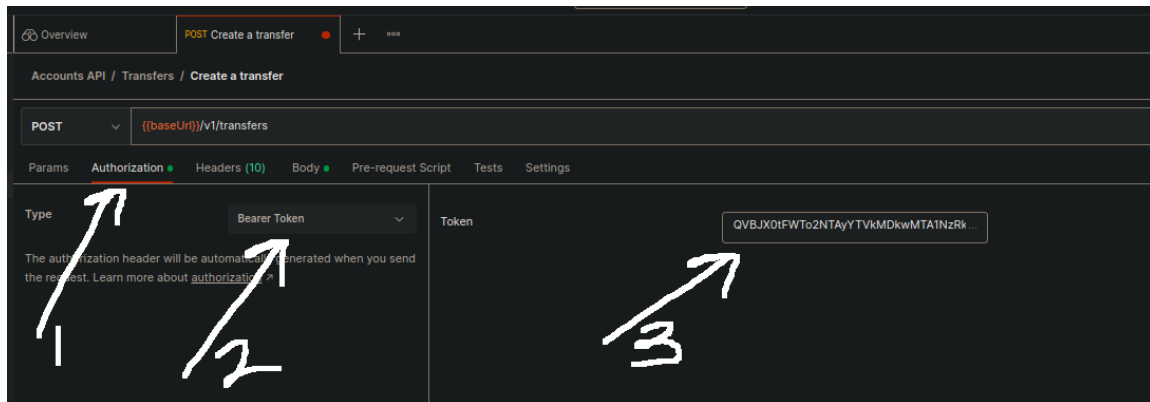 Overview POST Create a transfer
Accounts API / Transfers / Create a transfer
POST {{baseUrl}}/v1/transfers
Params Authorization Headers (10) Body Pre-request Script Tests Settings
Type Bearer Token Token QVBJX0tFWTo2NTAyYTVkMDkwMTA1NzRk...
The authorization header will be automatically generated when you send
the request. Learn more about authorization ↗
1 2 3